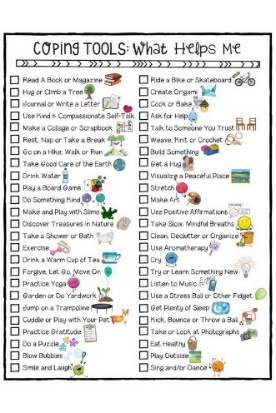 Coping Tools: What Helps Me
Read A Book or Magazine
Hug or Climb a Tree
Journal or Write a Letter
Use Kind & Compassionate Self-Talk
Make a Collage or Scrapbook
Rest, Nap or Take a Break
Go on a Hike, Walk or Run
Take Good Care of the Earth
Drink Water
Play a Board Game
Do Something Kind
Make and Play with Slime
Discover Treasures in Nature
Take a Shower or Bath
Exercise
Drink a Warm Cup of Tea
Forgive, Let Go, Move On
Practice Yoga
Garden or Do Yardwork
Jump on a Trampoline
Cuddle or Play with Your Pet
Practice Gratitude
Do a Puzzle
Blow Bubbles
Smile and Laugh
Ride a Bike or Skateboard
Create Origami
Cook or Bake
Ask for Help
Talk to Someone You Trust
Weave, Knit or Crochet
Build Something
Get a Hug
Visualizing a Peaceful Place
Stretch
Make Art
Use Positive Affirmations
Take Slow, Mindful Breaths
Clean, Declutter or Organize
Use Aromatherapy
Cry
Try or Learn Something New
Listen to Music
Use a Stress Ball or Other Fidget
Get Plenty of Sleep
Kick, Bounce or Throw a Ball
Take or Look at Photographs
Eat Healthy
Play Outside
Sing and/or Dance